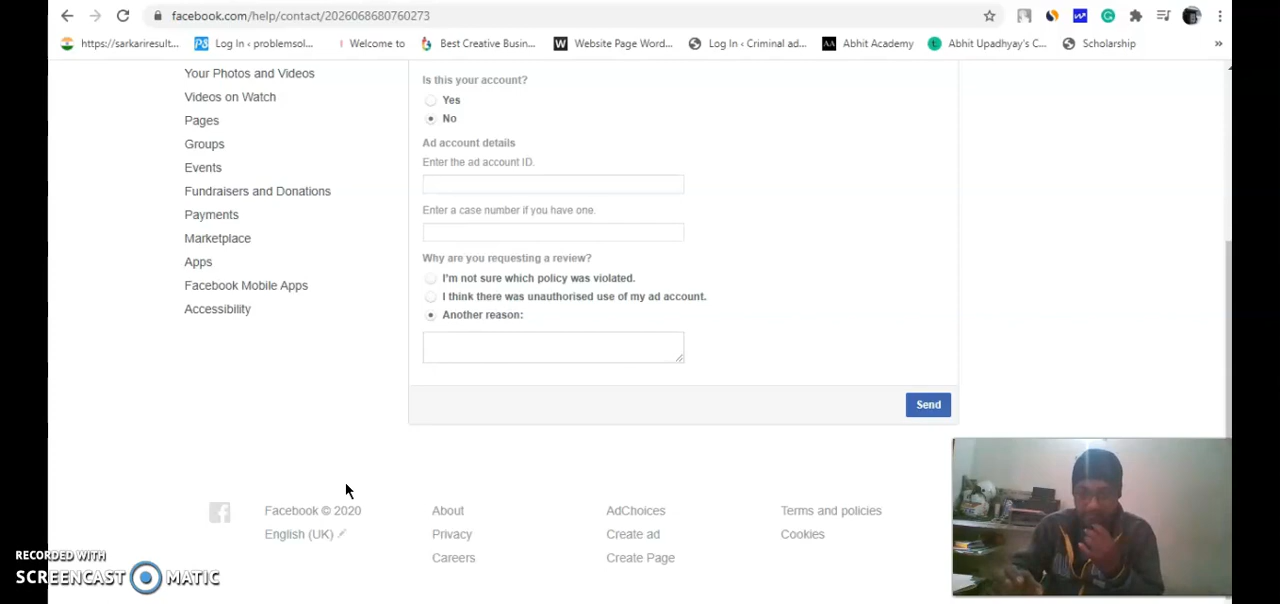 facebook.com/help/contact/2026068680760273
https://sarkariresult...
PS Log In ‹ problemsol...
Welcome to
Best Creative Busin...
W Website Page Word...
Log In ‹ Criminal ad...
AA Abhit Academy
Abhit Upadhyay's C...
Scholarship
»
Your Photos and Videos
Videos on Watch
Pages
Groups
Events
Fundraisers and Donations
Payments
Marketplace
Apps
Facebook Mobile Apps
Accessibility
Is this your account?
Yes
No
Ad account details
Enter the ad account ID.
Enter a case number if you have one.
Why are you requesting a review?
I'm not sure which policy was violated.
I think there was unauthorised use of my ad account.
Another reason:
Send
Facebook © 2020
English (UK)
About
Privacy
Careers
AdChoices
Create ad
Create Page
Terms and policies
Cookies
RECORDED WITH
SCREENCAST MATIC